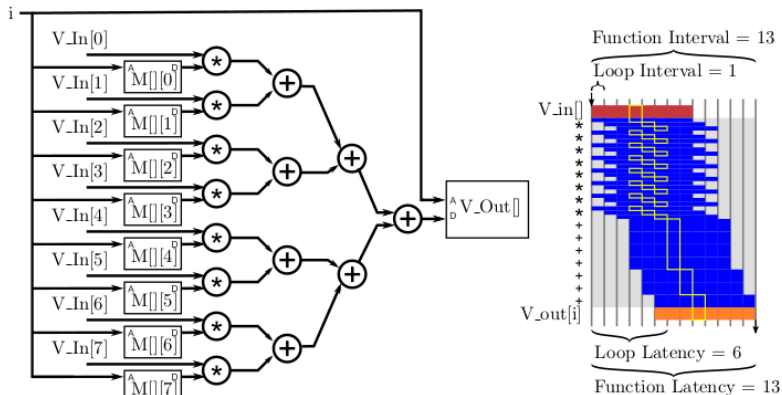 i
V_In[0]
V_In[1]
A M[][0] D
*
V_In[2]
A M[][1] D
*
V_In[3]
A M[][2] D
*
V_In[4]
A M[][3] D
*
V_In[5]
A M[][4] D
*
V_In[6]
A M[][5] D
*
V_In[7]
A M[][6] D
*
A M[][7] D
*
+
+
+
+
+
+
+
A
D V_Out[]
Function Interval = 13
Loop Interval = 1
V_in[]
*
*
*
*
*
*
*
*
+
+
+
+
+
+
+
V_out[i]
Loop Latency = 6
Function Latency = 13